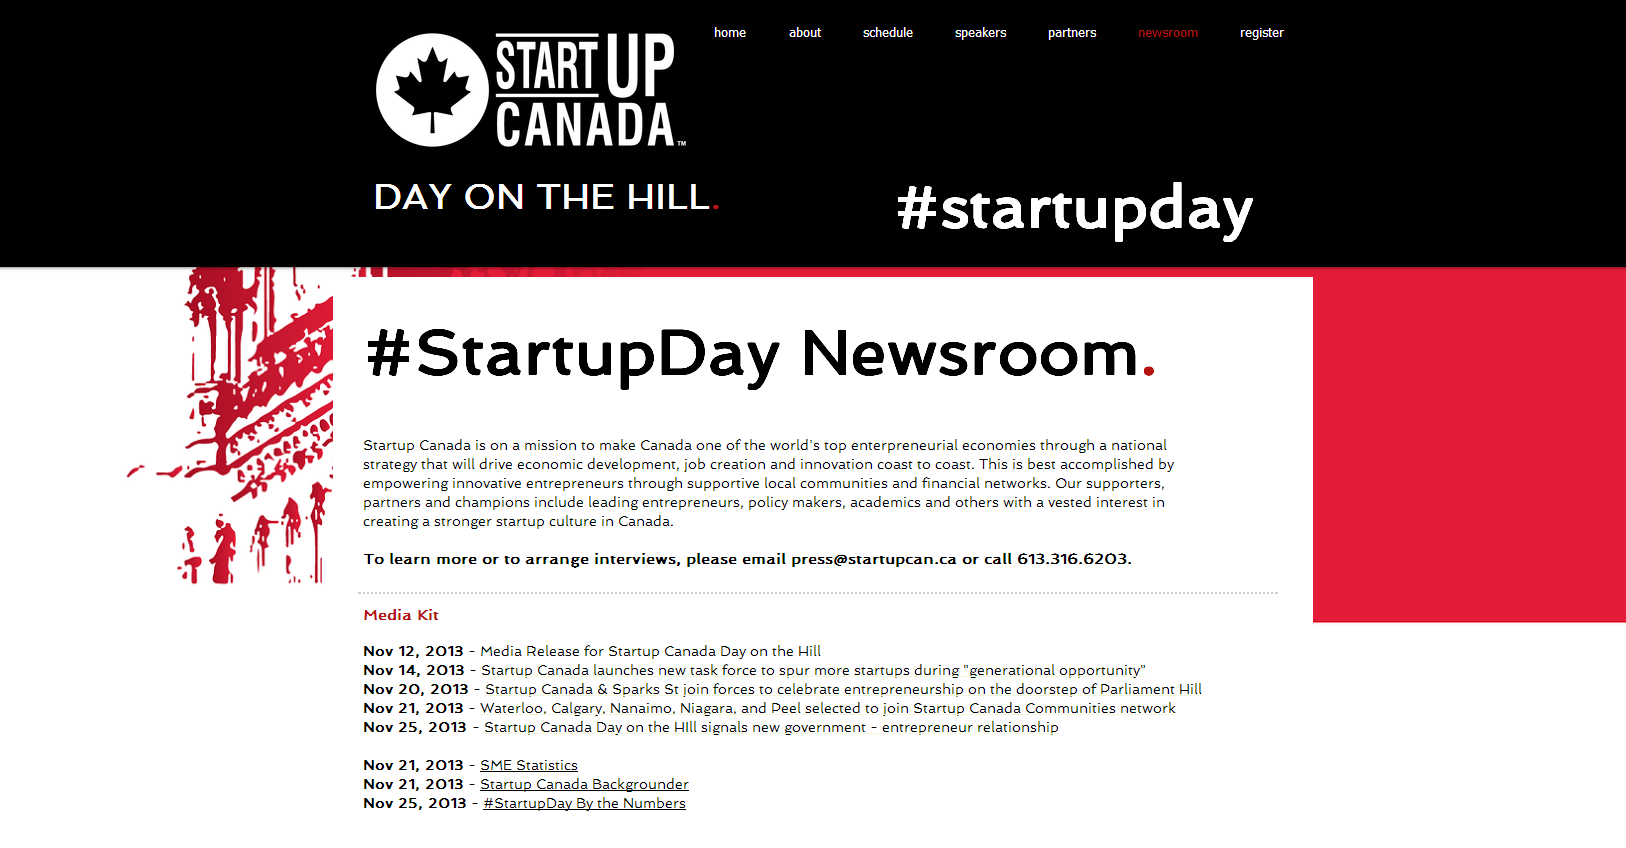 START UP
CANADA™
home about schedule speakers partners newsroom register
DAY ON THE HILL.
#startupday
#StartupDay Newsroom.
Startup Canada is on a mission to make Canada one of the world's top enterpreneurial economies through a national
strategy that will drive economic development, job creation and innovation coast to coast. This is best accomplished by
empowering innovative entrepreneurs through supportive local communities and financial networks. Our supporters,
partners and champions include leading entrepreneurs, policy makers, academics and others with a vested interest in
creating a stronger startup culture in Canada.
To learn more or to arrange interviews, please email press@startupcan.ca or call 613.316.6203.
Media Kit
Nov 12, 2013 - Media Release for Startup Canada Day on the Hill
Nov 14, 2013 - Startup Canada launches new task force to spur more startups during "generational opportunity"
Nov 20, 2013 - Startup Canada & Sparks St join forces to celebrate entrepreneurship on the doorstep of Parliament Hill
Nov 21, 2013 - Waterloo, Calgary, Nanaimo, Niagara, and Peel selected to join Startup Canada Communities network
Nov 25, 2013 - Startup Canada Day on the HIll signals new government - entrepreneur relationship
Nov 21, 2013 - SME Statistics
Nov 21, 2013 - Startup Canada Backgrounder
Nov 25, 2013 - #StartupDay By the Numbers